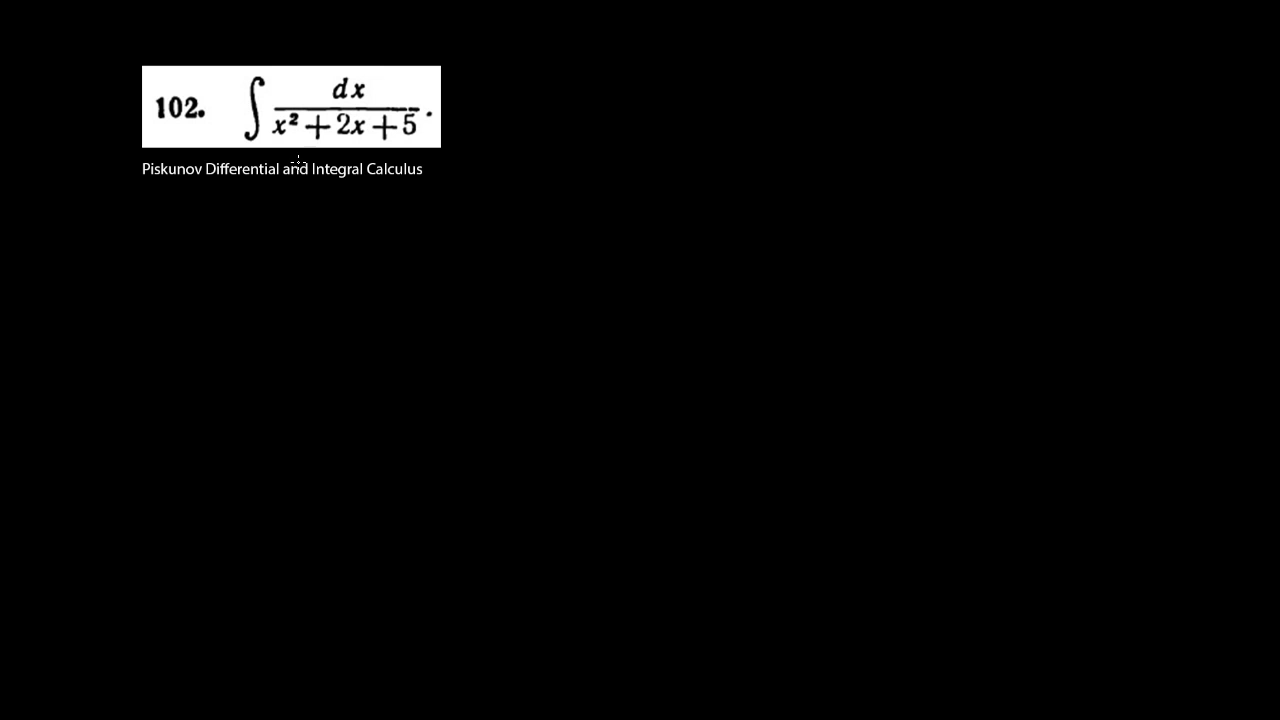 102. ∫ dx / (x² + 2x + 5) .
Piskunov Differential and Integral Calculus